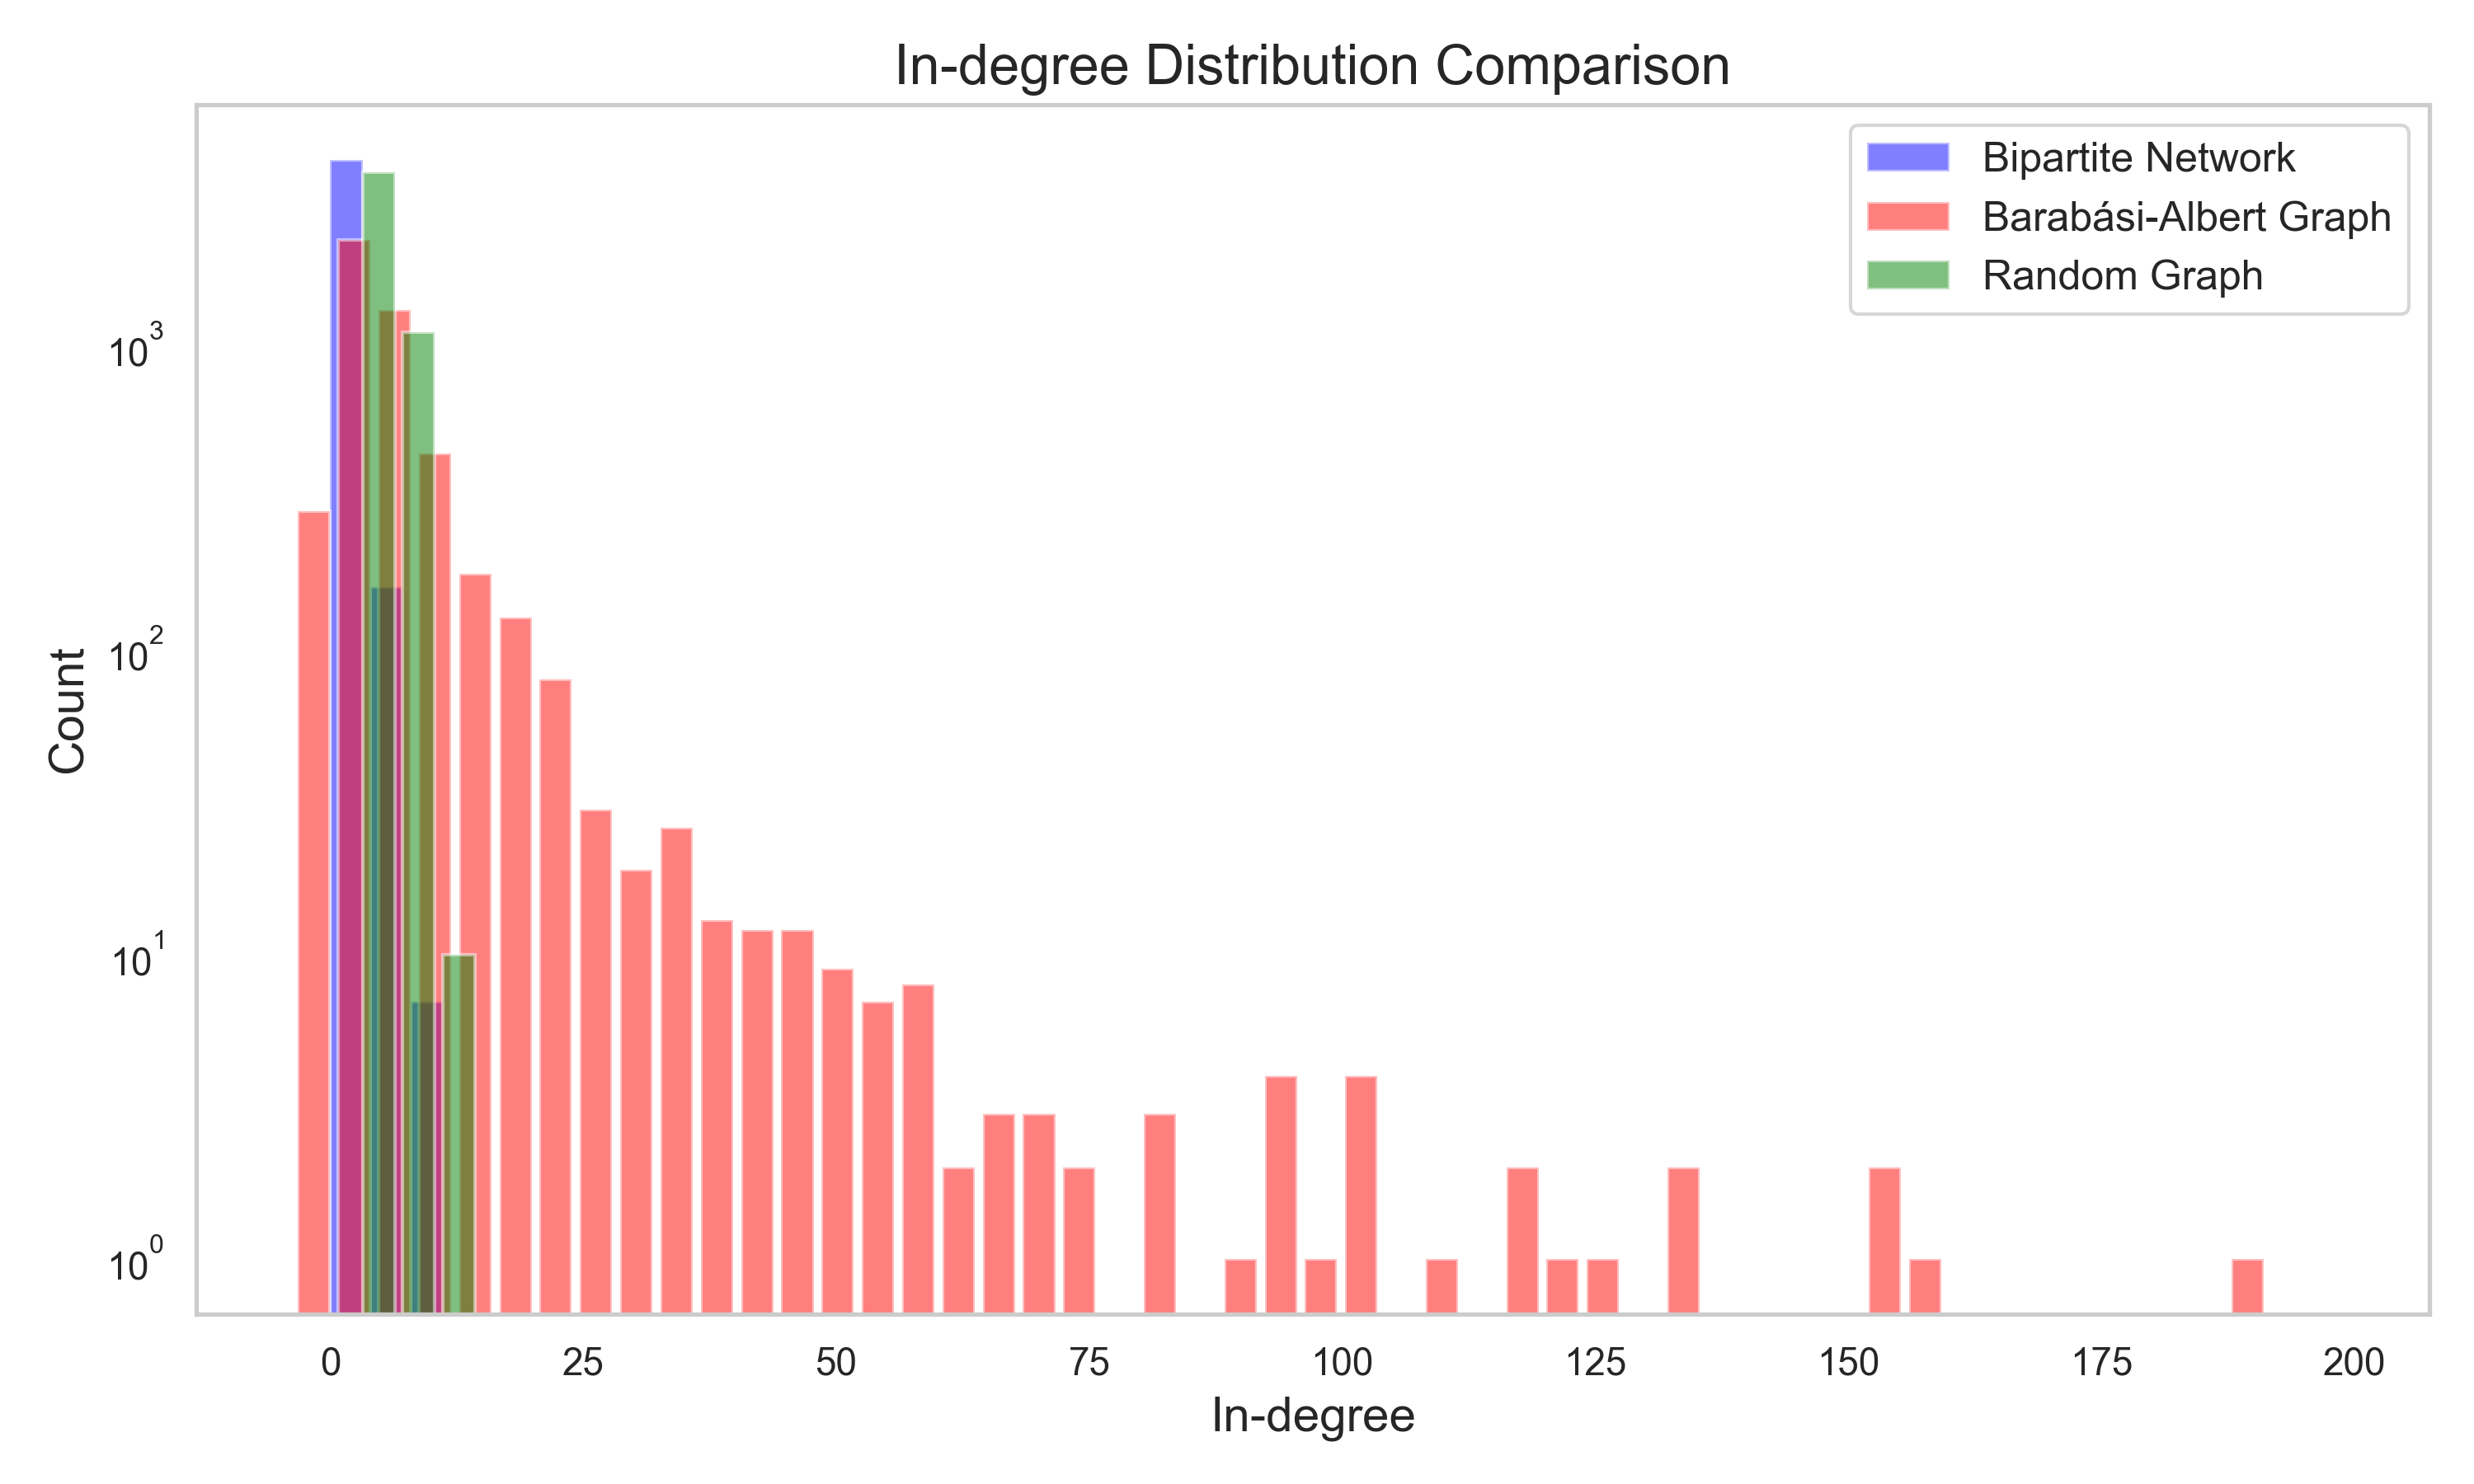 In-degree Distribution Comparison
Bipartite Network
Barabási-Albert Graph
Random Graph
10^3
10^2
10^1
10^0
Count
0 25 50 75 100 125 150 175 200
In-degree